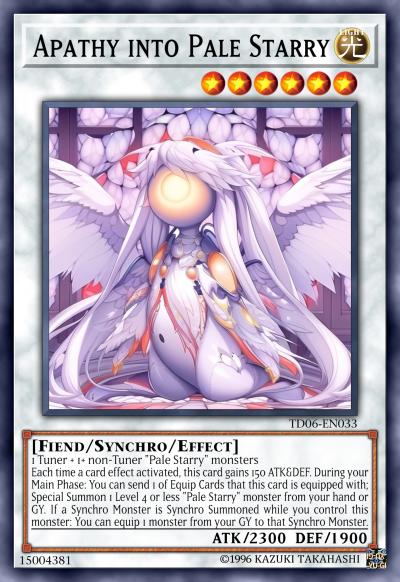 Apathy into Pale Starry
LIGHT
光
TD06-EN033
[Fiend/Synchro/Effect]
1 Tuner + 1+ non-Tuner "Pale Starry" monsters
Each time a card effect activated, this card gains 150 ATK&DEF. During your
Main Phase: You can send 1 of Equip Cards that this card is equipped with;
Special Summon 1 Level 4 or less "Pale Starry" monster from your hand or
GY. If a Synchro Monster is Synchro Summoned while you control this
monster: You can equip 1 monster from your GY to that Synchro Monster.
ATK/2300 DEF/1900
15004381
©1996 KAZUKI TAKAHASHI